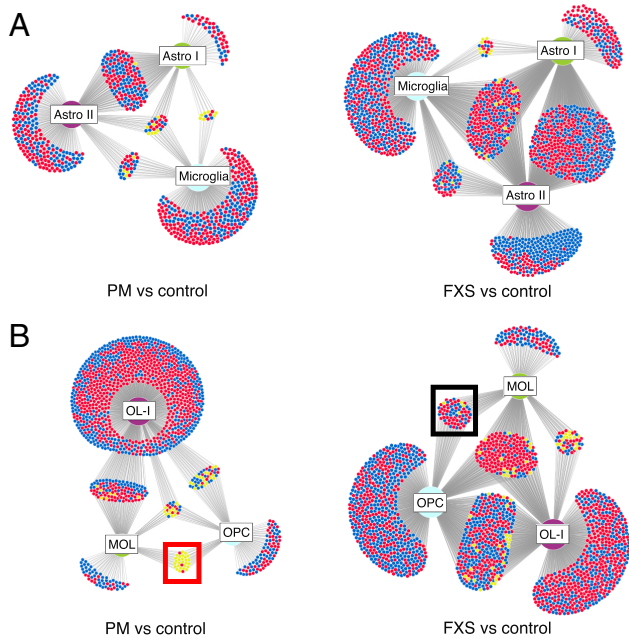 A
Astro I
Astro II
Microglia
PM vs control
Astro I
Microglia
Astro II
FXS vs control
B
OL-I
MOL
OPC
PM vs control
MOL
OPC
OL-I
FXS vs control